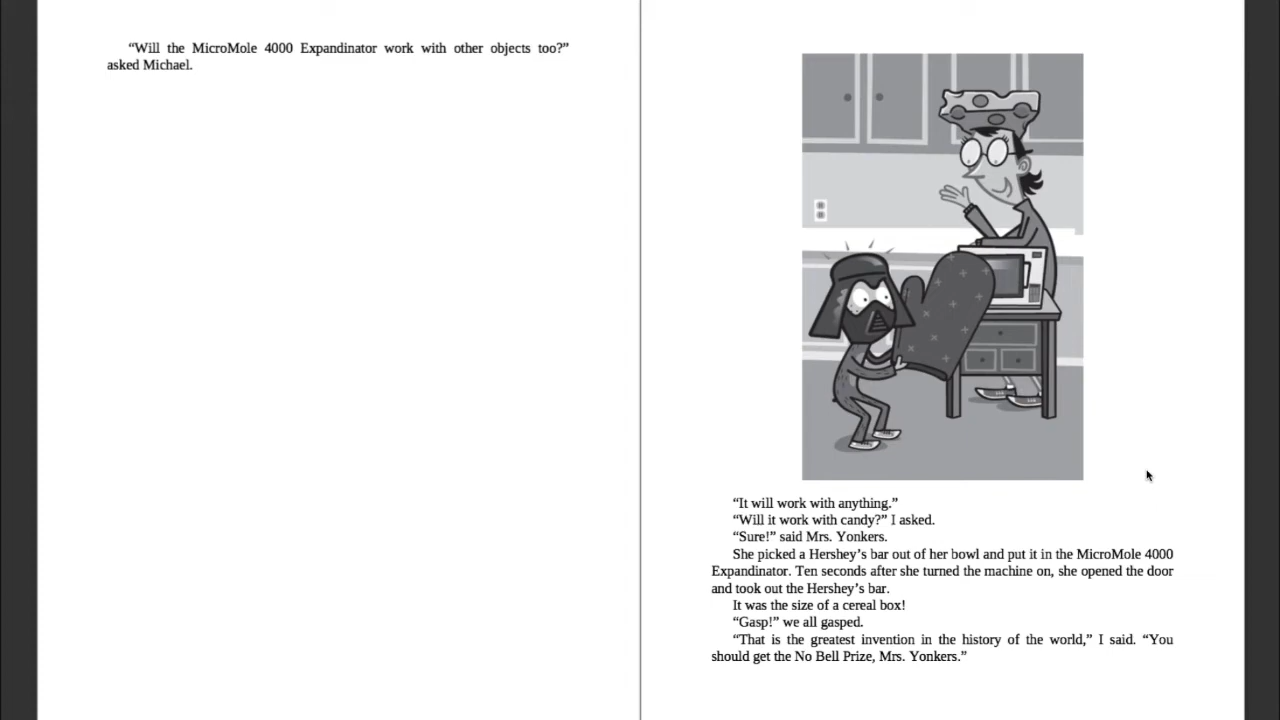 “Will the MicroMole 4000 Expandinator work with other objects too?”
asked Michael.
“It will work with anything.”
“Will it work with candy?” I asked.
“Sure!” said Mrs. Yonkers.
She picked a Hershey’s bar out of her bowl and put it in the MicroMole 4000
Expandinator. Ten seconds after she turned the machine on, she opened the door
and took out the Hershey’s bar.
It was the size of a cereal box!
“Gasp!” we all gasped.
“That is the greatest invention in the history of the world,” I said. “You
should get the No Bell Prize, Mrs. Yonkers.”